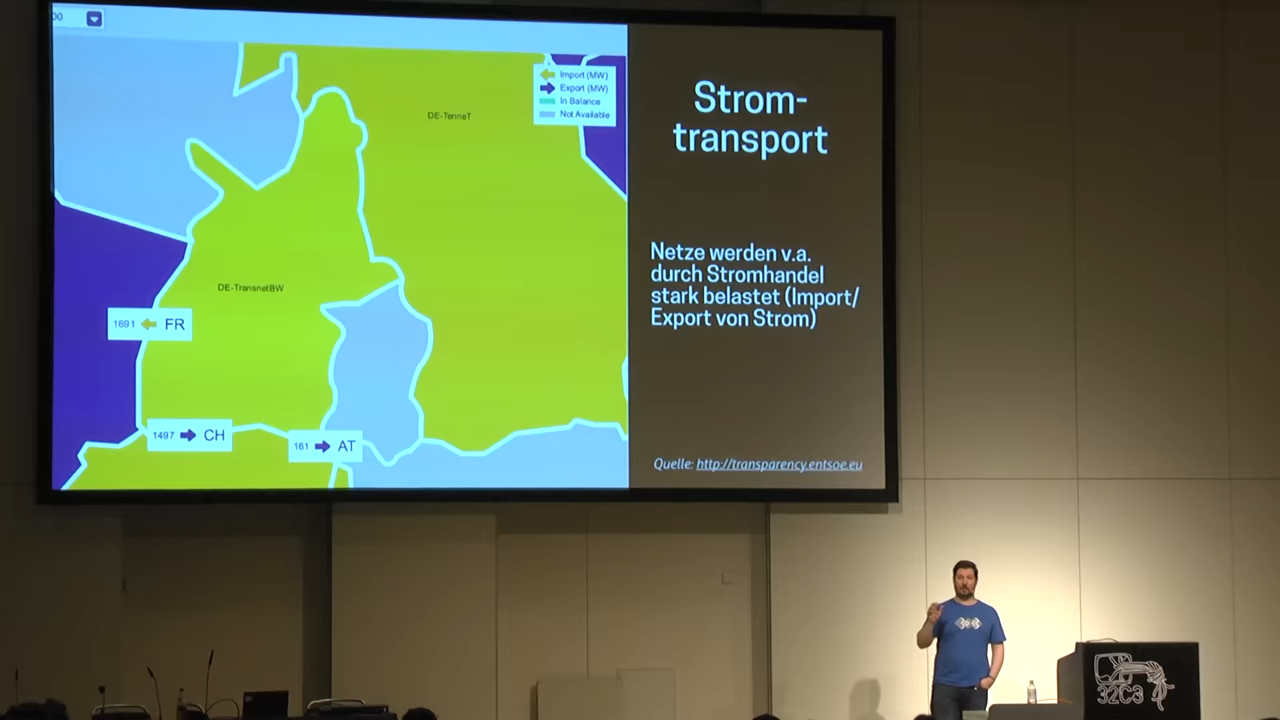 00
Import (MW)
Export (MW)
In Balance
Not Available
DE-TenneT
DE-TransnetBW
1691 FR
1497 CH
161 AT
Strom-
transport
Netze werden v.a.
durch Stromhandel
stark belastet (Import/
Export von Strom)
Quelle: http://transparency.entsoe.eu
32C3